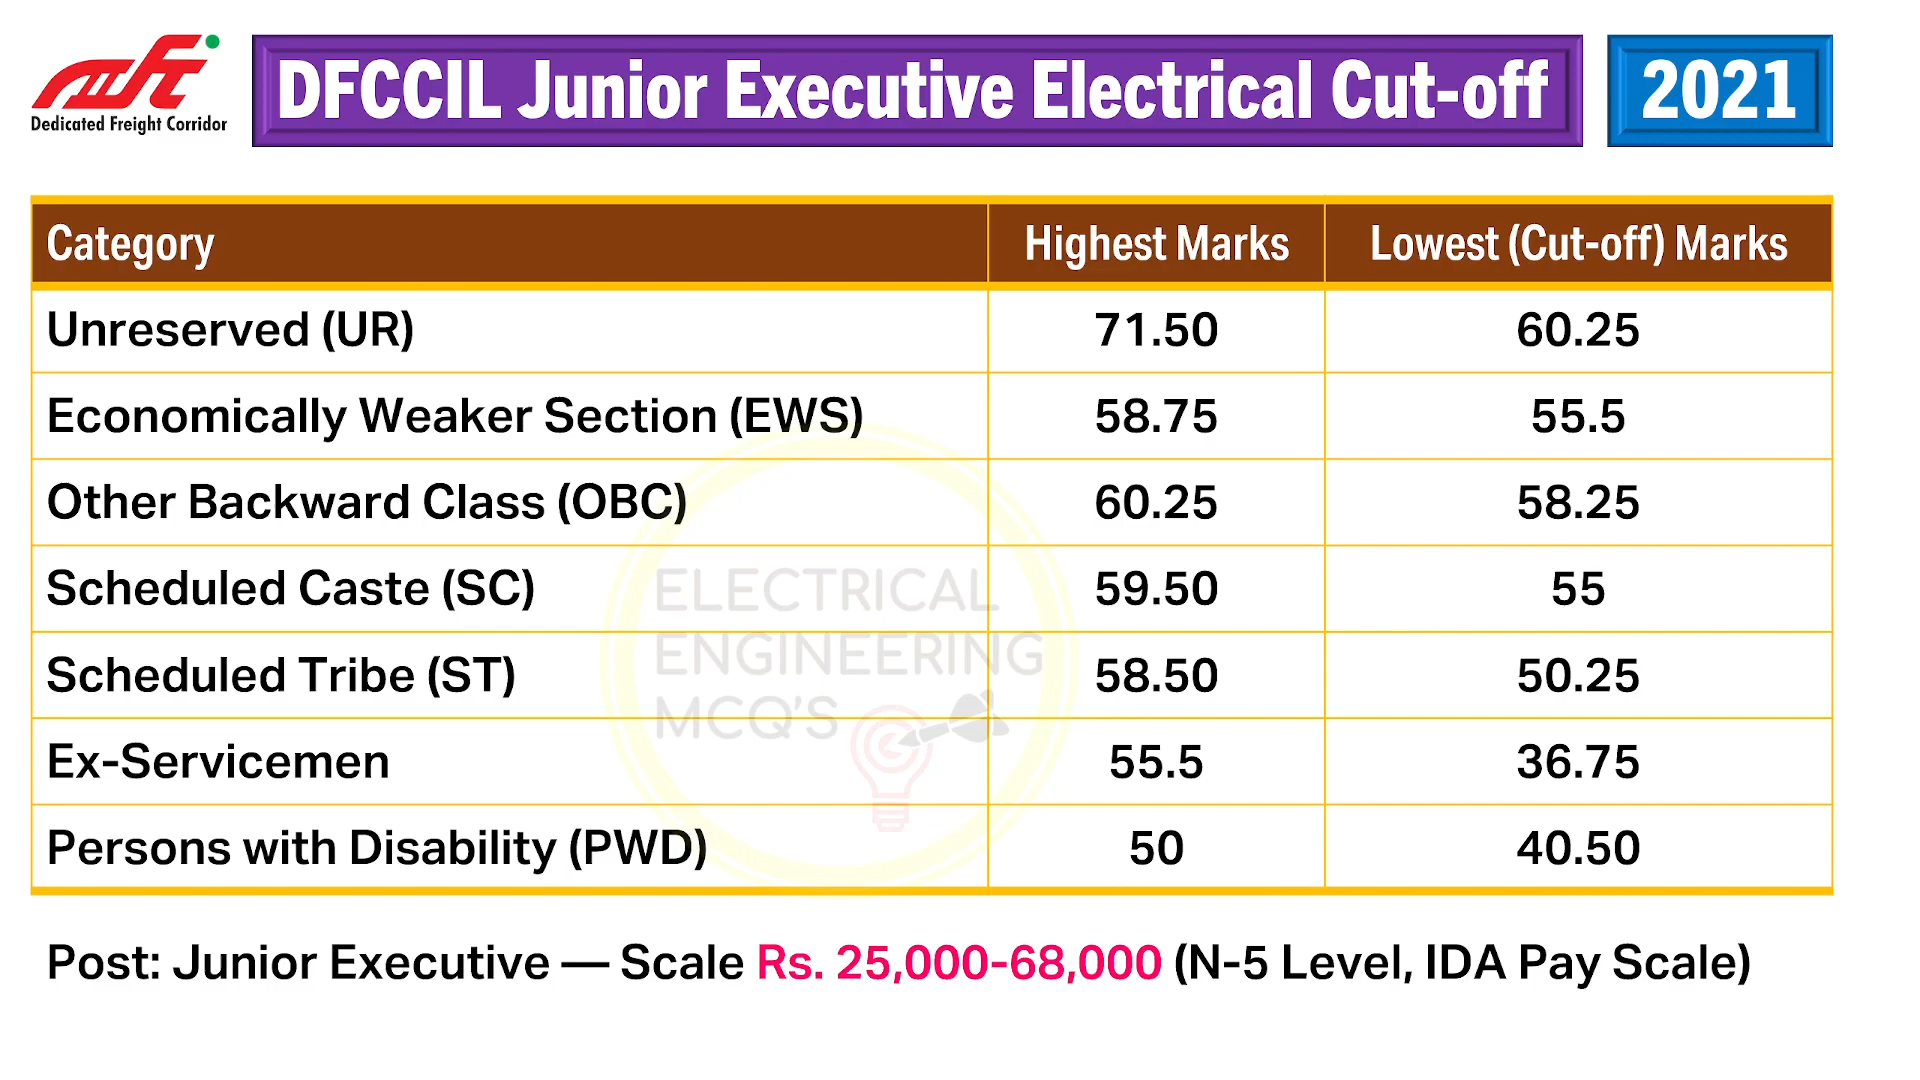 Dedicated Freight Corridor
DFCCIL Junior Executive Electrical Cut-off
2021
Category Highest Marks Lowest (Cut-off) Marks
Unreserved (UR) 71.50 60.25
Economically Weaker Section (EWS) 58.75 55.5
Other Backward Class (OBC) 60.25 58.25
Scheduled Caste (SC) 59.50 55
Scheduled Tribe (ST) 58.50 50.25
Ex-Servicemen 55.5 36.75
Persons with Disability (PWD) 50 40.50
ELECTRICAL
ENGINEERING
MCQ'S
Post: Junior Executive — Scale Rs. 25,000-68,000 (N-5 Level, IDA Pay Scale)